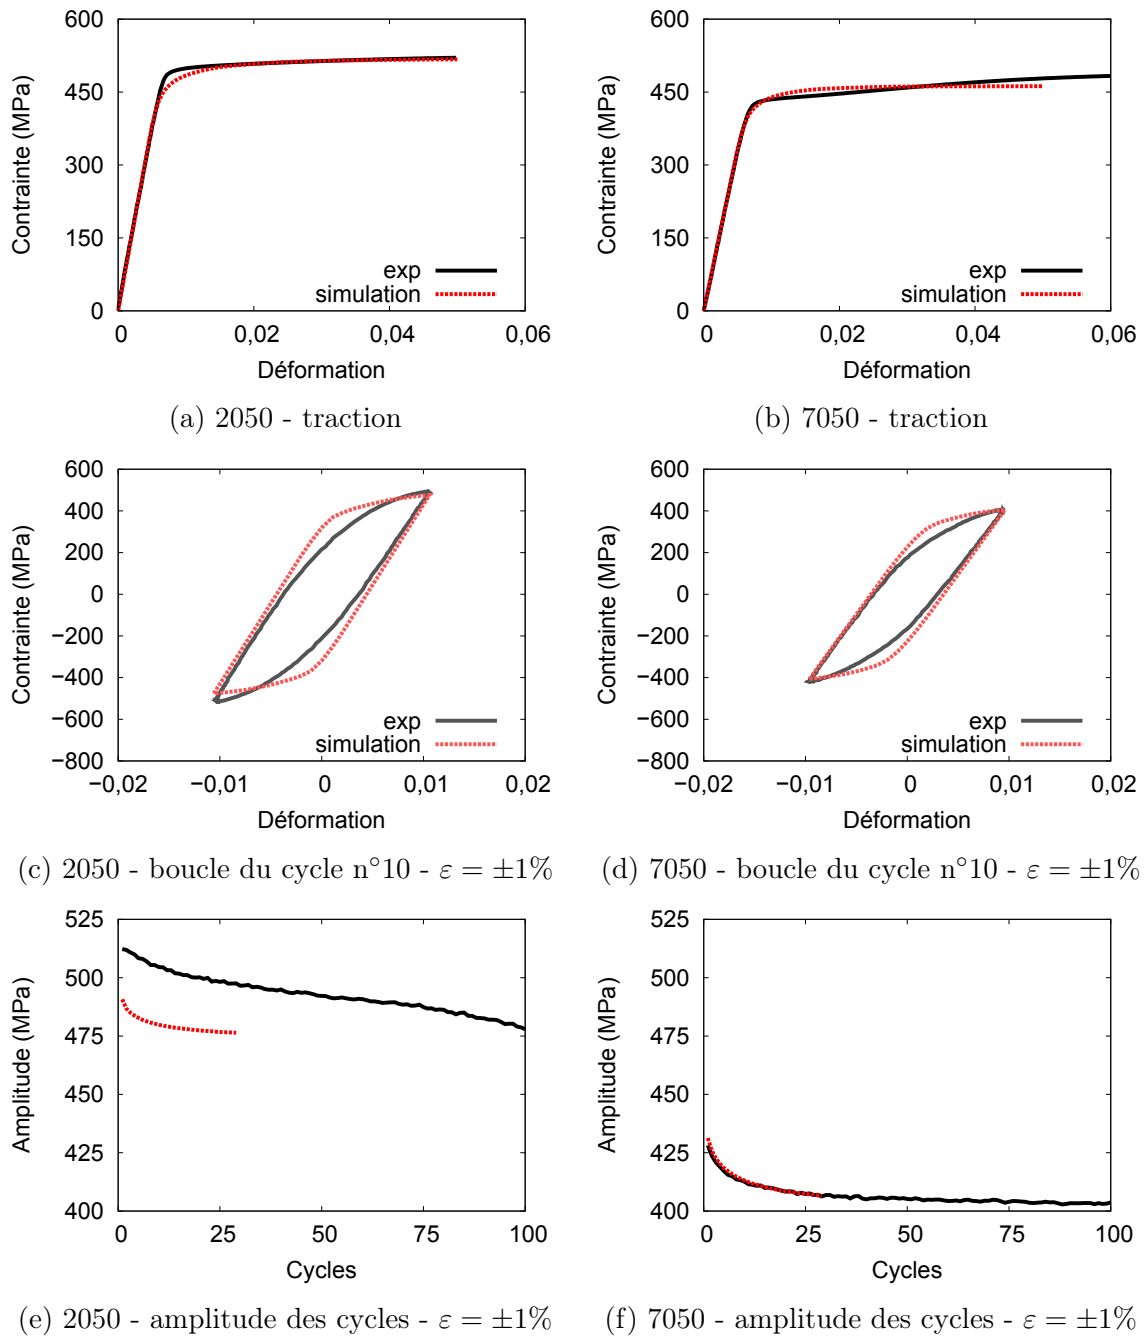 600
450
300
150
0
0
0,02
0,04
0,06
Contrainte (MPa)
Déformation
exp
simulation
(a) 2050 - traction
600
450
300
150
0
0
0,02
0,04
0,06
Contrainte (MPa)
Déformation
exp
simulation
(b) 7050 - traction
600
400
200
0
−200
−400
−600
−800
−0,02
−0,01
0
0,01
0,02
Contrainte (MPa)
Déformation
exp
simulation
(c) 2050 - boucle du cycle n°10 - ε = ±1%
600
400
200
0
−200
−400
−600
−800
−0,02
−0,01
0
0,01
0,02
Contrainte (MPa)
Déformation
exp
simulation
(d) 7050 - boucle du cycle n°10 - ε = ±1%
525
500
475
450
425
400
0
25
50
75
100
Amplitude (MPa)
Cycles
(e) 2050 - amplitude des cycles - ε = ±1%
525
500
475
450
425
400
0
25
50
75
100
Amplitude (MPa)
Cycles
(f) 7050 - amplitude des cycles - ε = ±1%